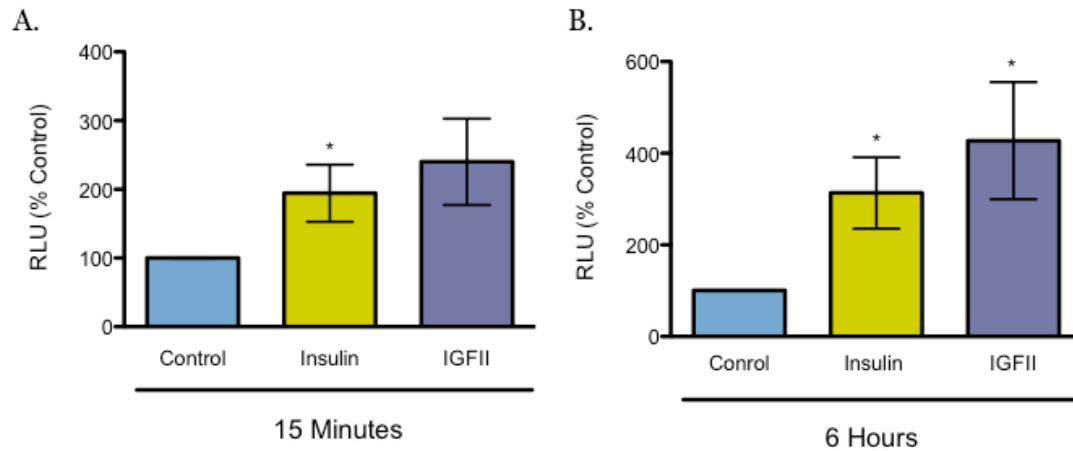 A.
RLU (% Control)
400
300
200
100
0
*
Control Insulin IGFII
15 Minutes
B.
RLU (% Control)
600
400
200
0
*
*
Conrol Insulin IGFII
6 Hours